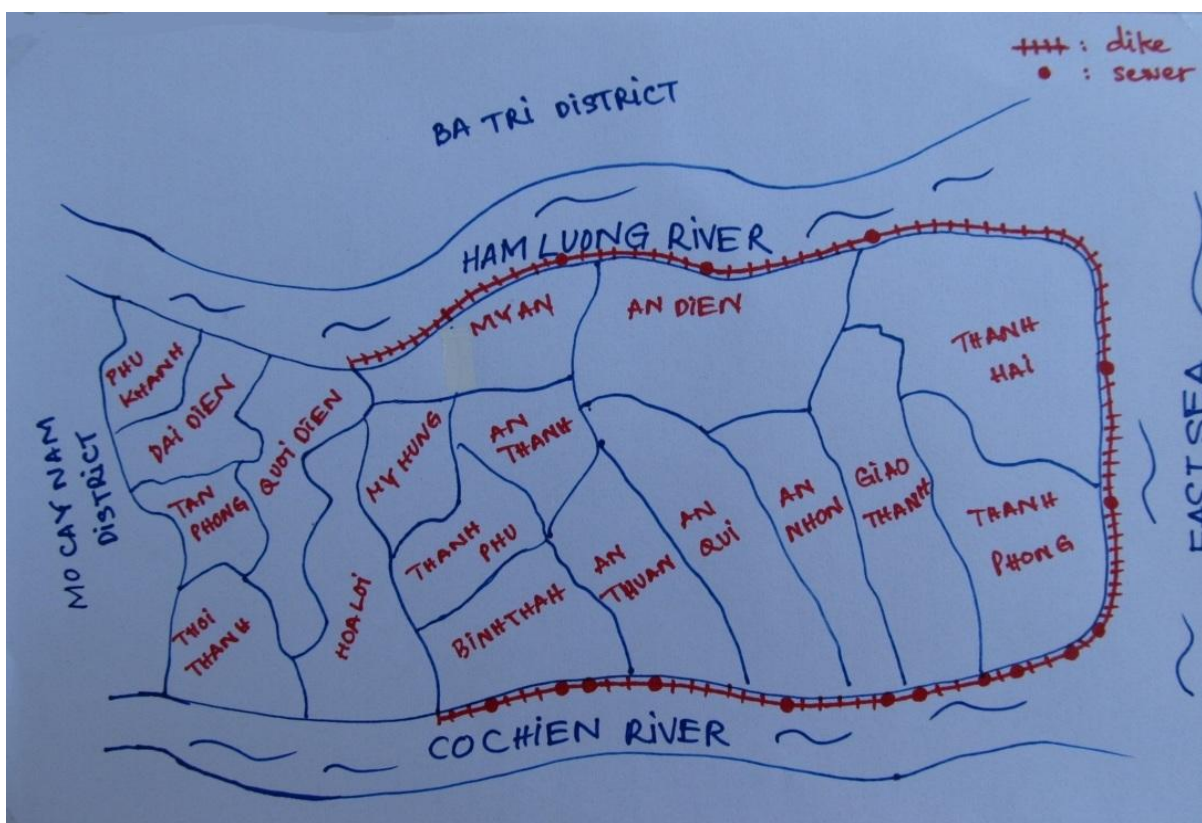 : dike
: sewer
BA TRI DISTRICT
HAM LUONG RIVER
MY AN
AN DIEN
THANH
HAI
PHU
KHANH
DAI DIEN
QUOI DIEN
MY HUNG
AN
THANH
TAN
PHONG
MO CAY NAM
DISTRICT
THANH
PHU
AN
QUI
AN
NHON
GIAO
THANH
THANH
PHONG
EAST SEA
THOI
THANH
HOA LOI
BINH THAH
AN
THUAN
CO CHIEN RIVER